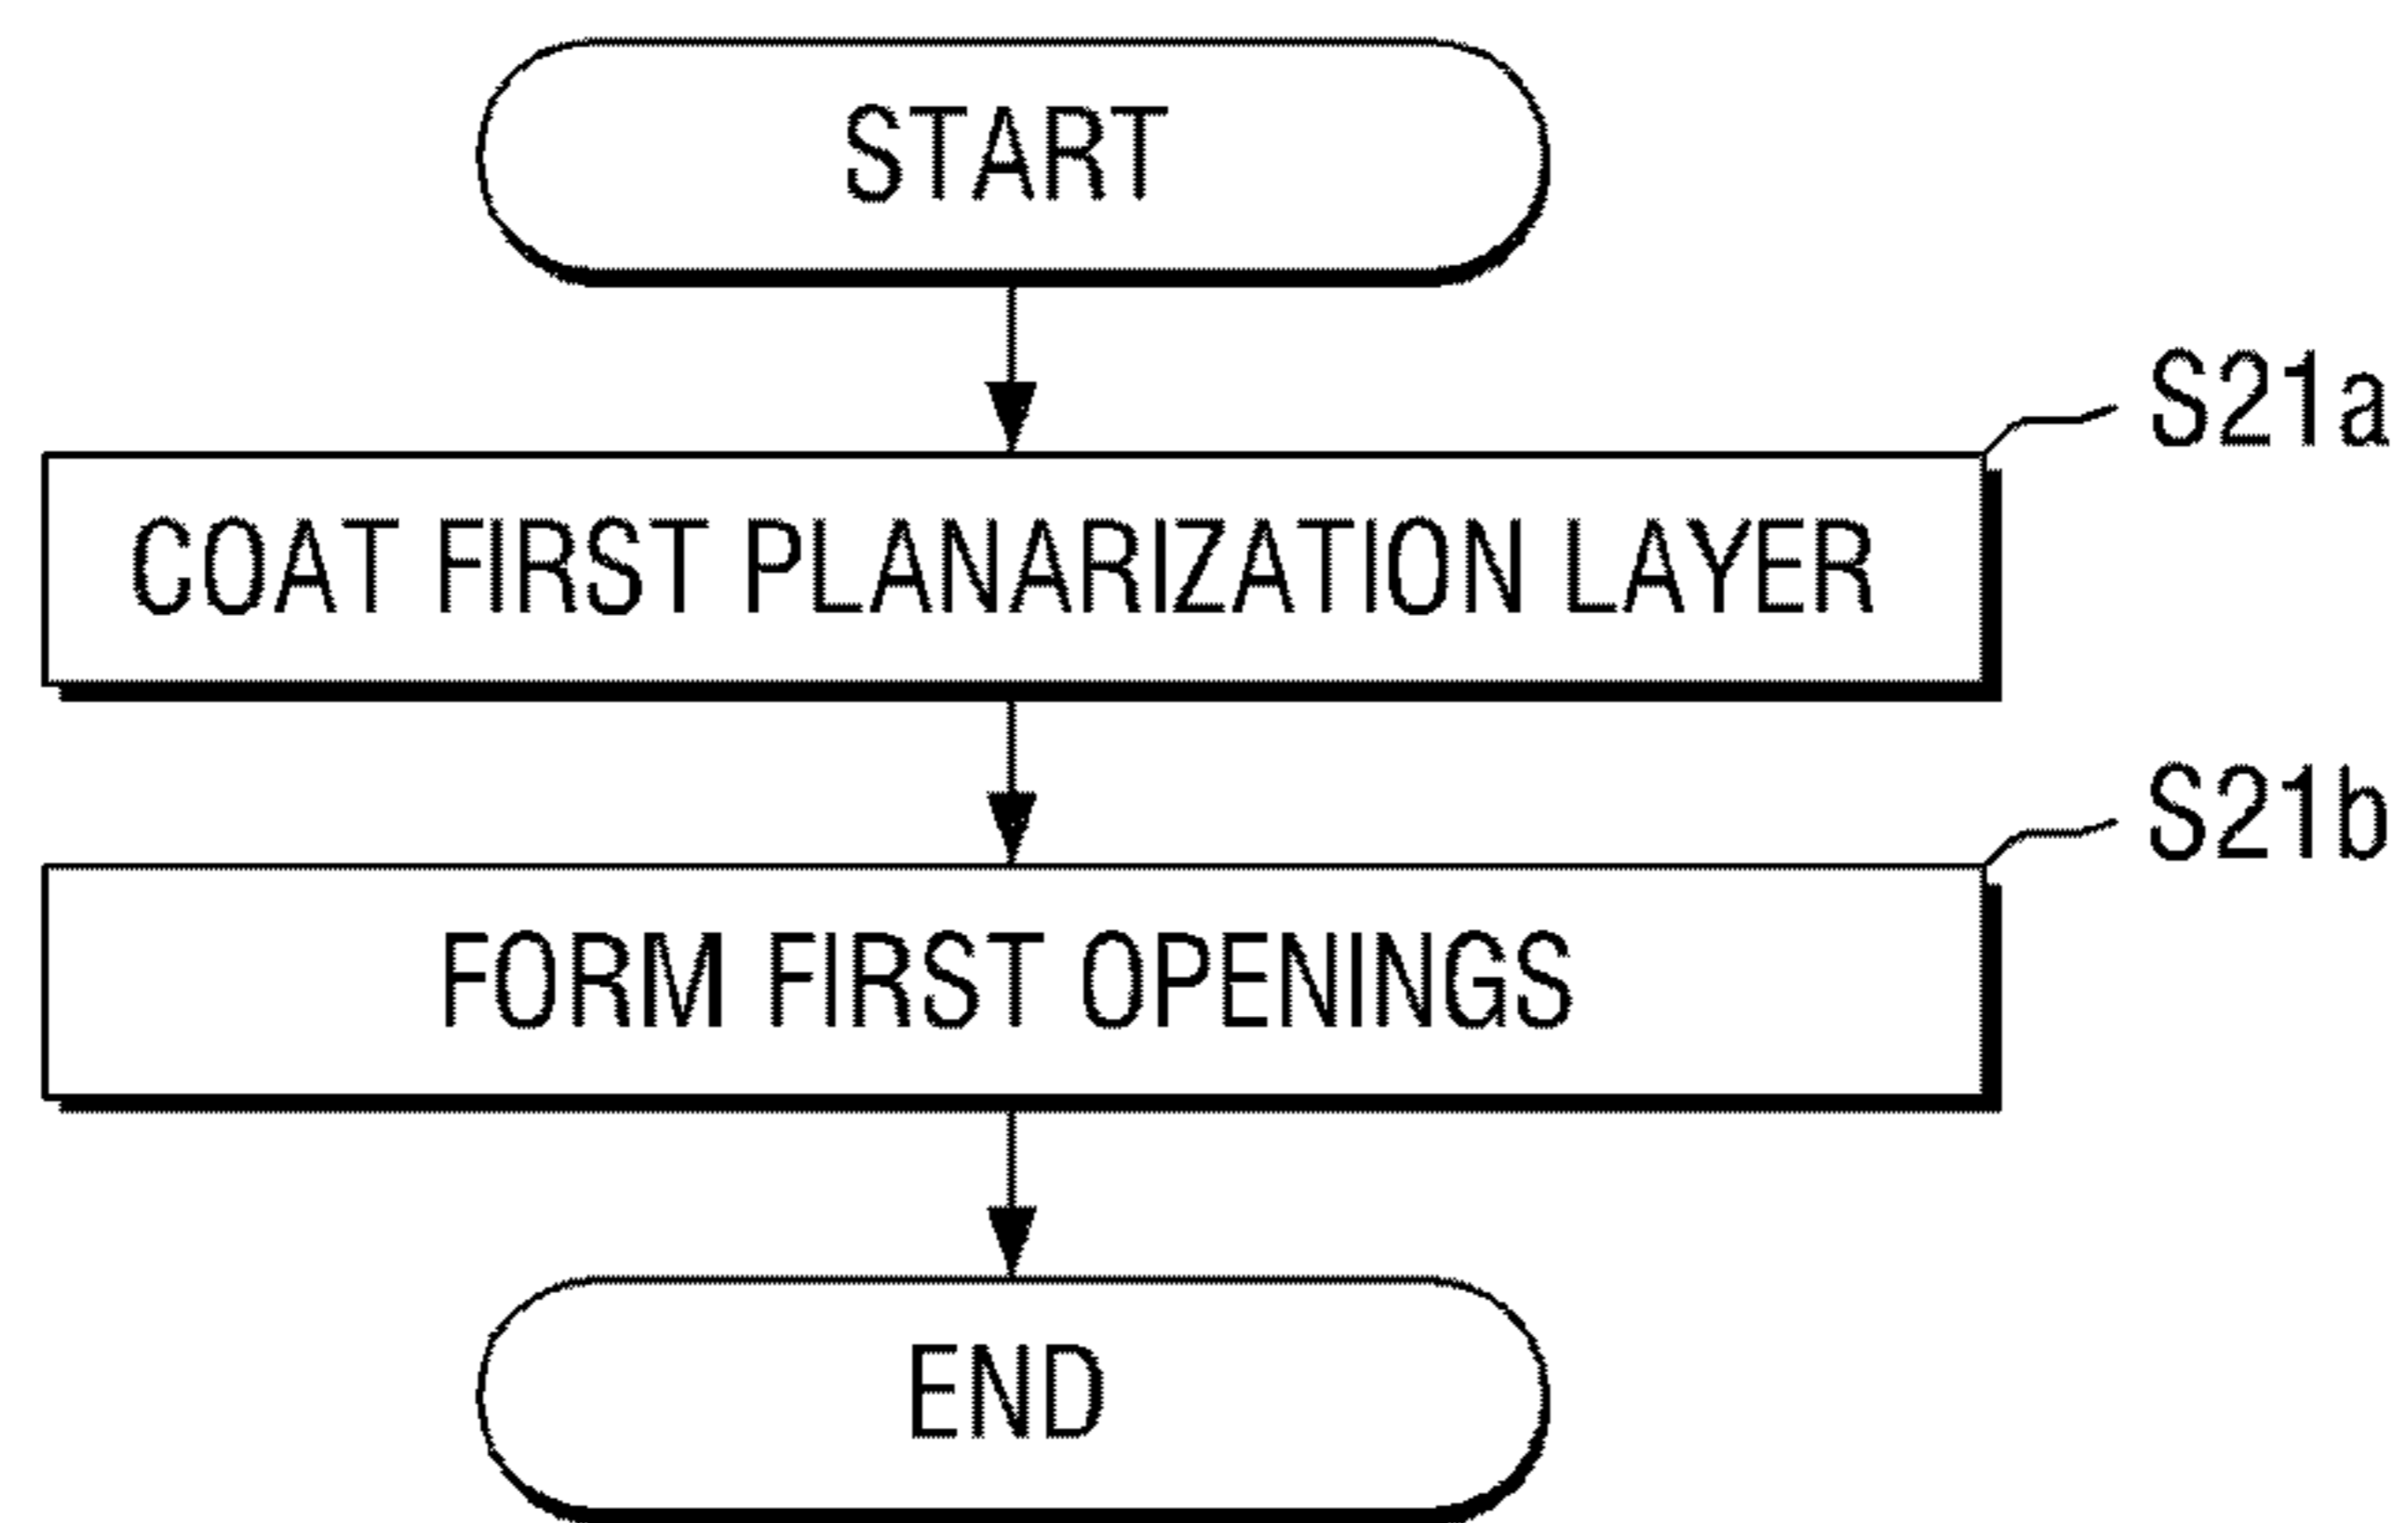 START
S21a
COAT FIRST PLANARIZATION LAYER
S21b
FORM FIRST OPENINGS
END